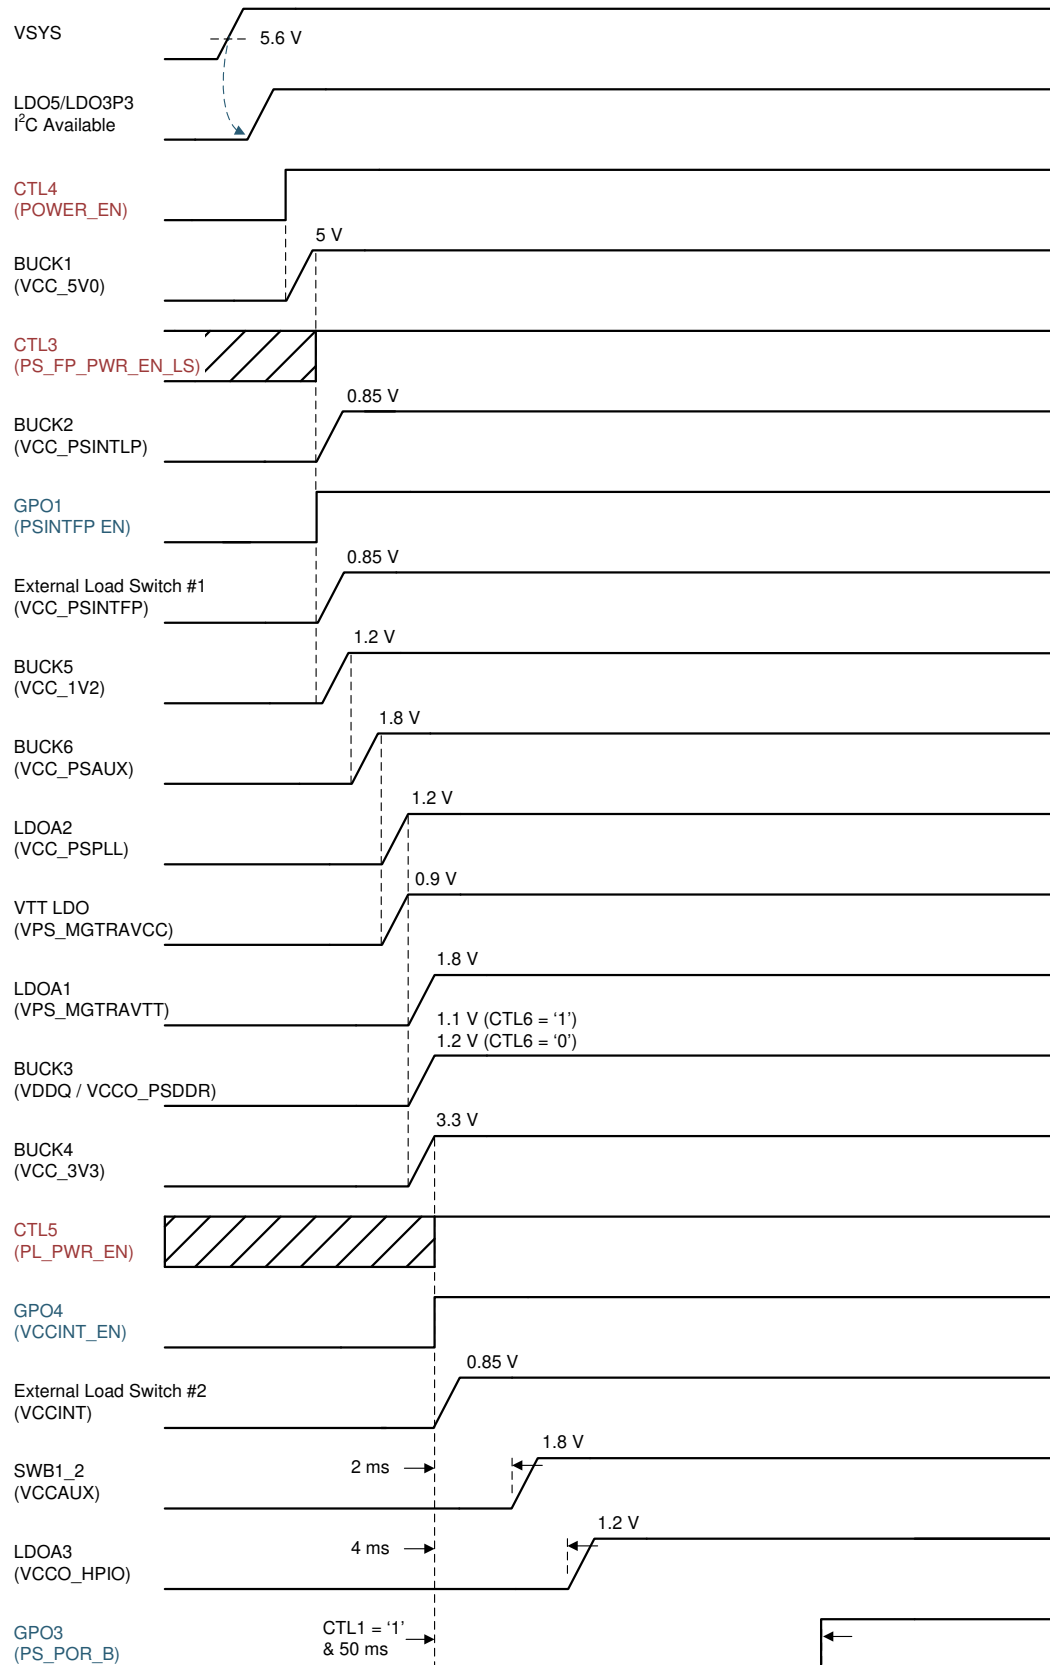 VSYS
5.6 V
LDO5/LDO3P3
I²C Available
CTL4
(POWER_EN)
5 V
BUCK1
(VCC_5V0)
CTL3
(PS_FP_PWR_EN_LS)
0.85 V
BUCK2
(VCC_PSINTLP)
GPO1
(PSINTFP EN)
0.85 V
External Load Switch #1
(VCC_PSINTFP)
1.2 V
BUCK5
(VCC_1V2)
1.8 V
BUCK6
(VCC_PSAUX)
1.2 V
LDOA2
(VCC_PSPLL)
0.9 V
VTT LDO
(VPS_MGTRAVCC)
1.8 V
LDOA1
(VPS_MGTRAVTT)
1.1 V (CTL6 = ‘1’)
1.2 V (CTL6 = ‘0’)
BUCK3
(VDDQ / VCCO_PSDDR)
3.3 V
BUCK4
(VCC_3V3)
CTL5
(PL_PWR_EN)
GPO4
(VCCINT_EN)
0.85 V
External Load Switch #2
(VCCINT)
1.8 V
SWB1_2
(VCCAUX)
2 ms
1.2 V
LDOA3
(VCCO_HPIO)
4 ms
GPO3
(PS_POR_B)
CTL1 = ‘1’
& 50 ms